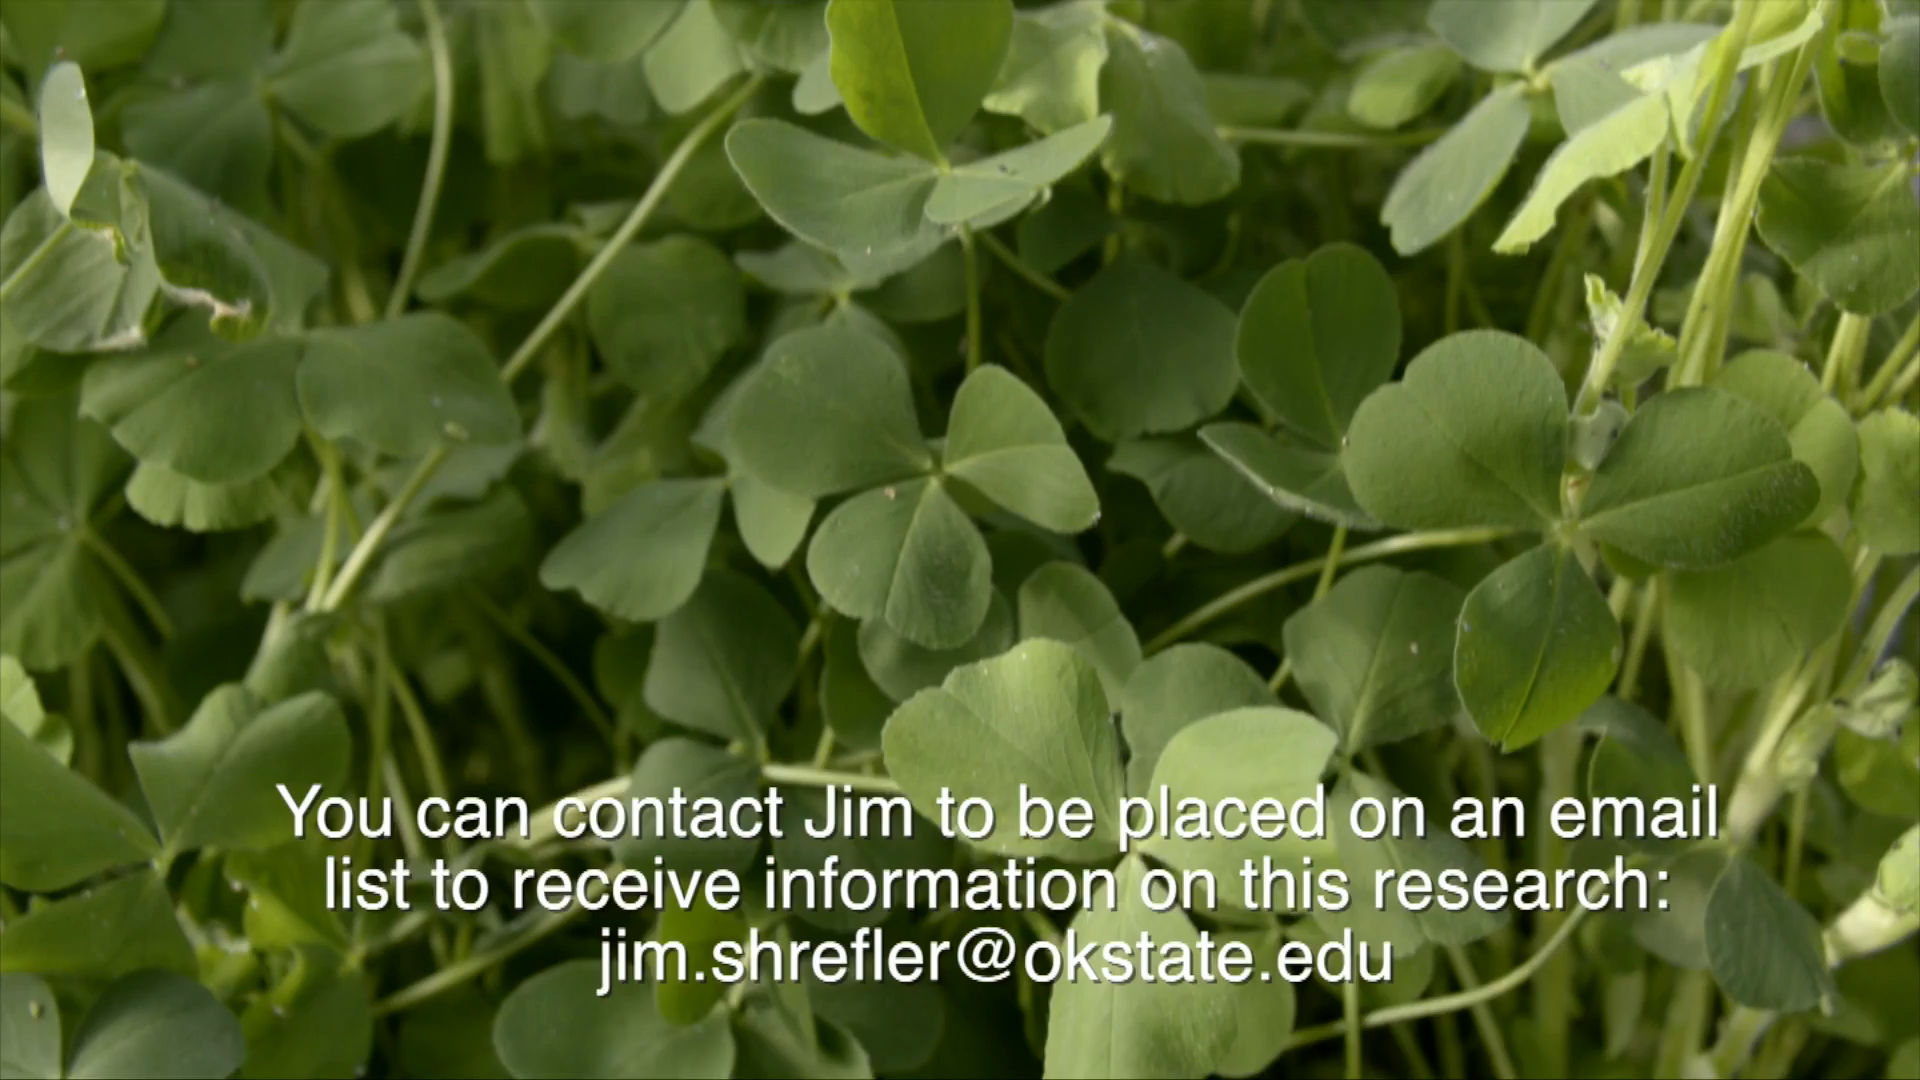 You can contact Jim to be placed on an email
list to receive information on this research:
jim.shrefler@okstate.edu